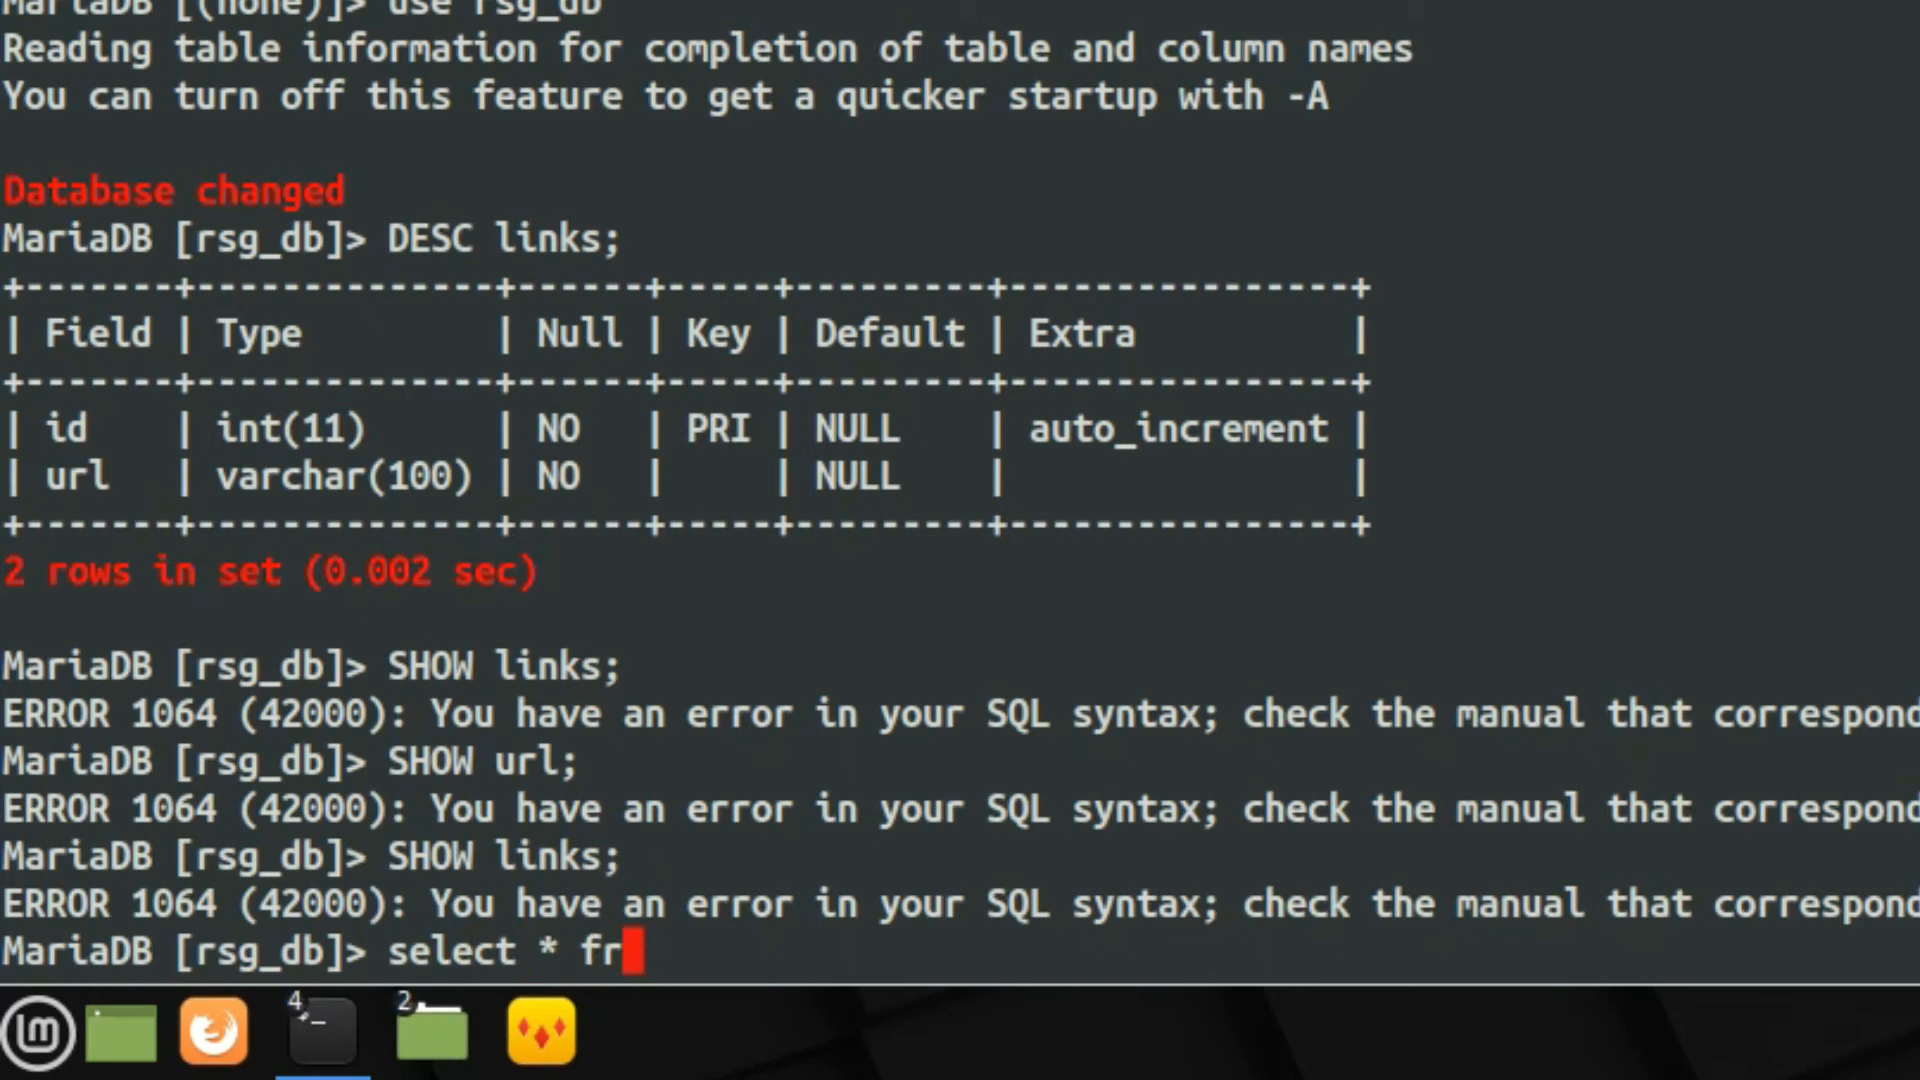 MariaDB [(none)]> use rsg_db
Reading table information for completion of table and column names
You can turn off this feature to get a quicker startup with -A
Database changed
MariaDB [rsg_db]> DESC links;
+-------+--------------+------+-----+---------+----------------+
| Field | Type         | Null | Key | Default | Extra          |
+-------+--------------+------+-----+---------+----------------+
| id    | int(11)      | NO   | PRI | NULL    | auto_increment |
| url   | varchar(100) | NO   |     | NULL    |                |
+-------+--------------+------+-----+---------+----------------+
2 rows in set (0.002 sec)
MariaDB [rsg_db]> SHOW links;
ERROR 1064 (42000): You have an error in your SQL syntax; check the manual that correspond
MariaDB [rsg_db]> SHOW url;
ERROR 1064 (42000): You have an error in your SQL syntax; check the manual that correspond
MariaDB [rsg_db]> SHOW links;
ERROR 1064 (42000): You have an error in your SQL syntax; check the manual that correspond
MariaDB [rsg_db]> select * fr
4 2